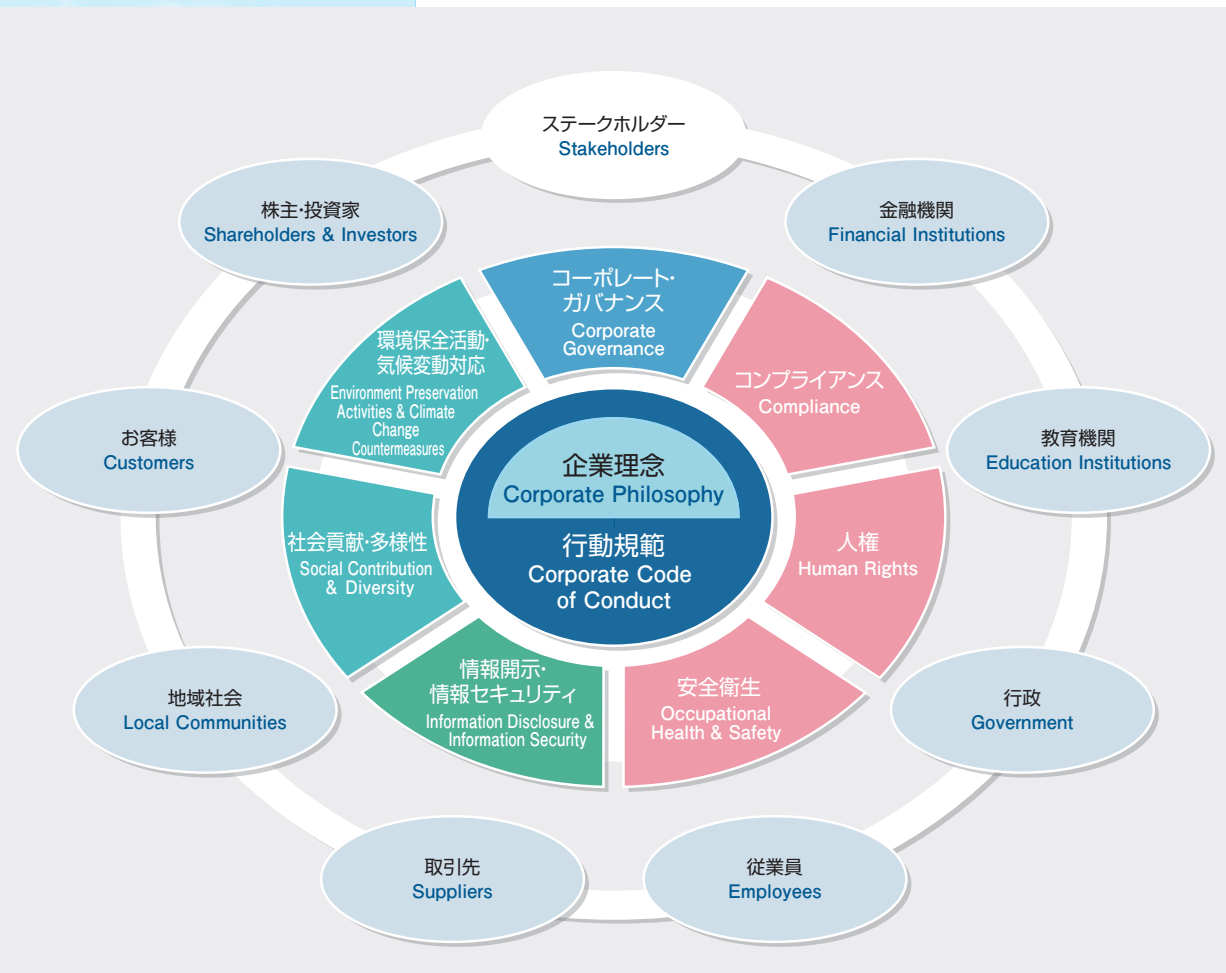 ステークホルダー
Stakeholders
株主・投資家
Shareholders & Investors
金融機関
Financial Institutions
コーポレート・
ガバナンス
Corporate
Governance
環境保全活動・
気候変動対応
Environment Preservation
Activities & Climate
Change
Countermeasures
コンプライアンス
Compliance
お客様
Customers
教育機関
Education Institutions
企業理念
Corporate Philosophy
行動規範
Corporate Code
of Conduct
社会貢献・多様性
Social Contribution
& Diversity
人権
Human Rights
情報開示・
情報セキュリティ
Information Disclosure &
Information Security
安全衛生
Occupational
Health & Safety
地域社会
Local Communities
行政
Government
取引先
Suppliers
従業員
Employees